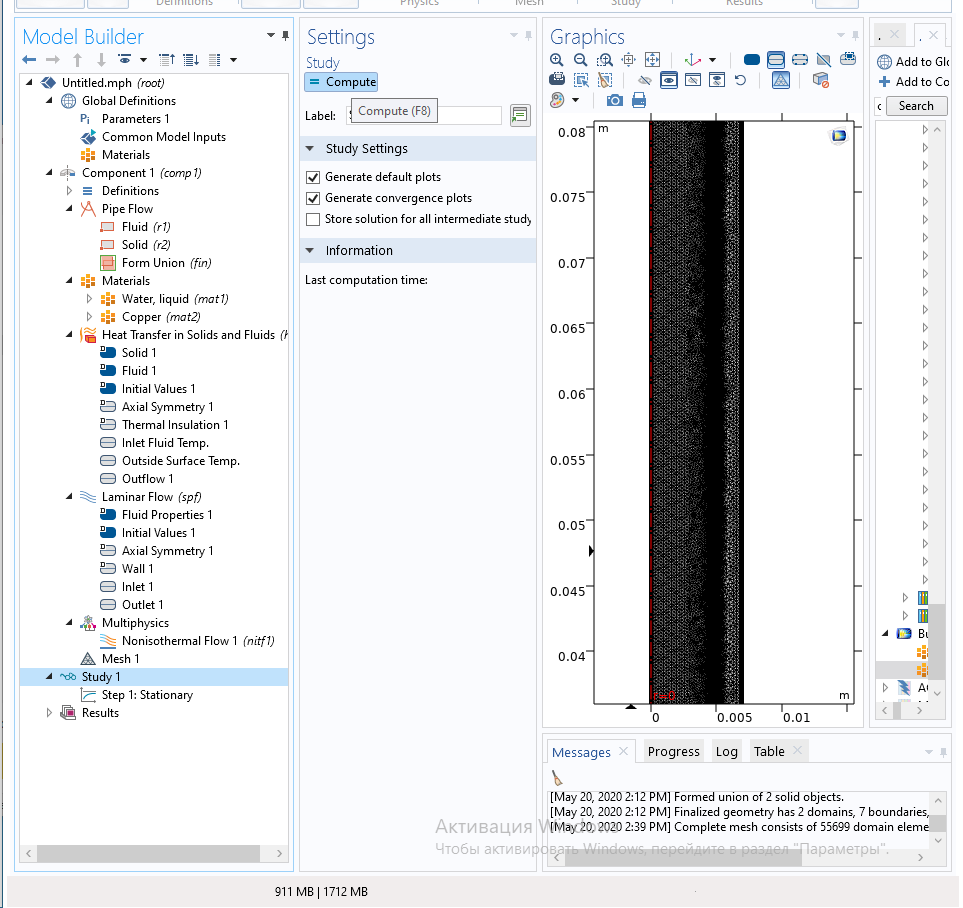 Definitions
Physics
Mesh
Study
Results
Model Builder
Untitled.mph (root)
Global Definitions
Pi Parameters 1
Common Model Inputs
Materials
Component 1 (comp1)
Definitions
Pipe Flow
Fluid (r1)
Solid (r2)
Form Union (fin)
Materials
Water, liquid (mat1)
Copper (mat2)
Heat Transfer in Solids and Fluids (h
Solid 1
Fluid 1
Initial Values 1
Axial Symmetry 1
Thermal Insulation 1
Inlet Fluid Temp.
Outside Surface Temp.
Outflow 1
Laminar Flow (spf)
Fluid Properties 1
Initial Values 1
Axial Symmetry 1
Wall 1
Inlet 1
Outlet 1
Multiphysics
Nonisothermal Flow 1 (nitf1)
Mesh 1
Study 1
Step 1: Stationary
Results
Settings
Study
= Compute
Label:
Compute (F8)
Study Settings
Generate default plots
Generate convergence plots
Store solution for all intermediate study
Information
Last computation time:
Graphics
0.08
m
0.075
0.07
0.065
0.06
0.055
0.05
0.045
0.04
m
0
0.005
0.01
Add to Glo
Add to Co
Search
Bu
AC
Messages
Progress
Log
Table
[May 20, 2020 2:12 PM] Formed union of 2 solid objects.
[May 20, 2020 2:12 PM] Finalized geometry has 2 domains, 7 boundaries,
[May 20, 2020 2:39 PM] Complete mesh consists of 55699 domain eleme
Активация Windows
Чтобы активировать Windows, перейдите в раздел "Параметры".
911 MB | 1712 MB